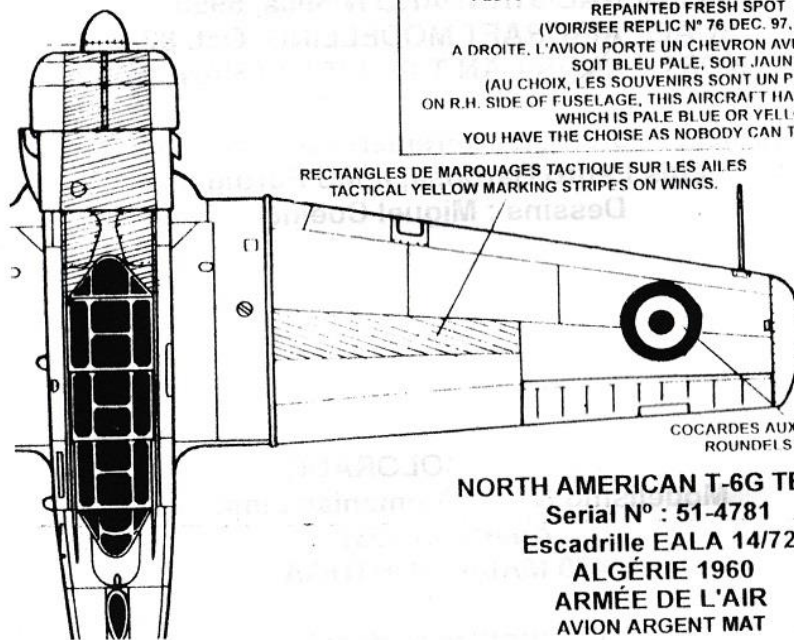 REPAINTED FRESH SPOT
(VOIR/SEE REPLIC N° 76 DEC. 97,
A DROITE, L'AVION PORTE UN CHEVRON AVE
SOIT BLEU PALE, SOIT JAUN
(AU CHOIX, LES SOUVENIRS SONT UN P
ON R.H. SIDE OF FUSELAGE, THIS AIRCRAFT HA
WHICH IS PALE BLUE OR YELL
YOU HAVE THE CHOISE AS NOBODY CAN T
RECTANGLES DE MARQUAGES TACTIQUE SUR LES AILES
TACTICAL YELLOW MARKING STRIPES ON WINGS.
COCARDES AUX
ROUNDELS
NORTH AMERICAN T-6G TE
Serial N° : 51-4781
Escadrille EALA 14/72
ALGÉRIE 1960
ARMÉE DE L'AIR
AVION ARGENT MAT